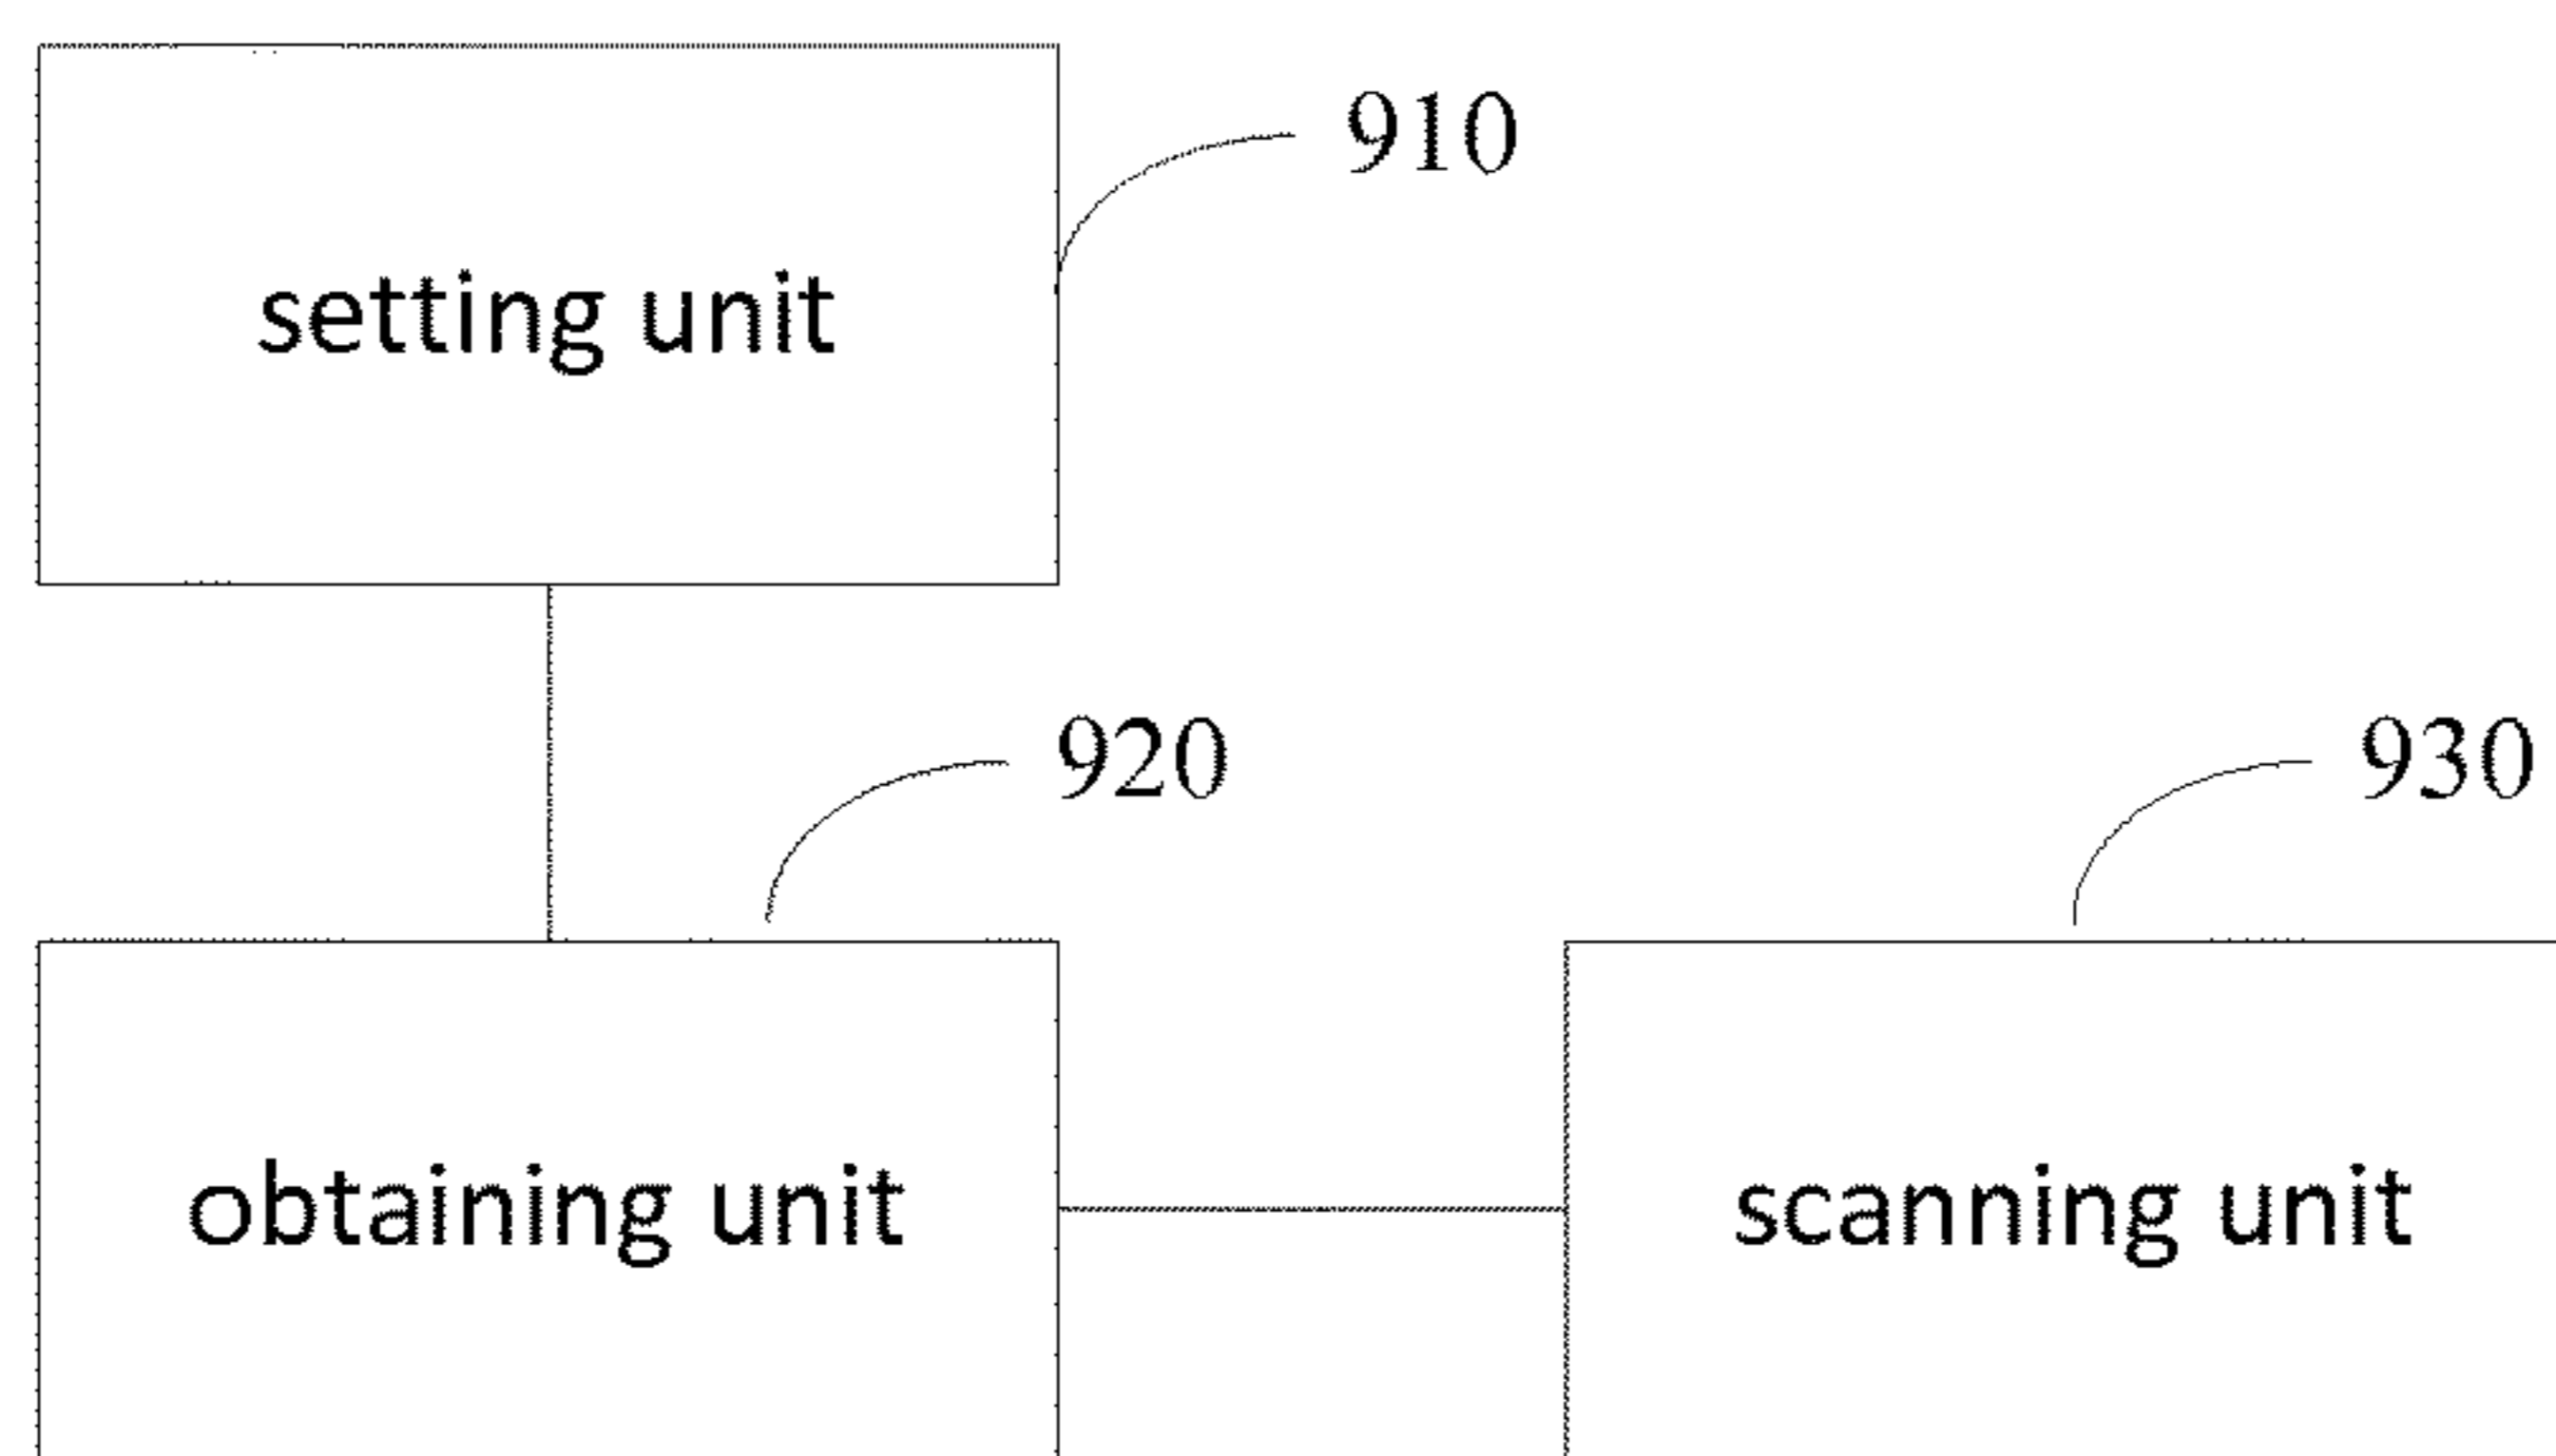 910
setting unit
920
930
obtaining unit
scanning unit